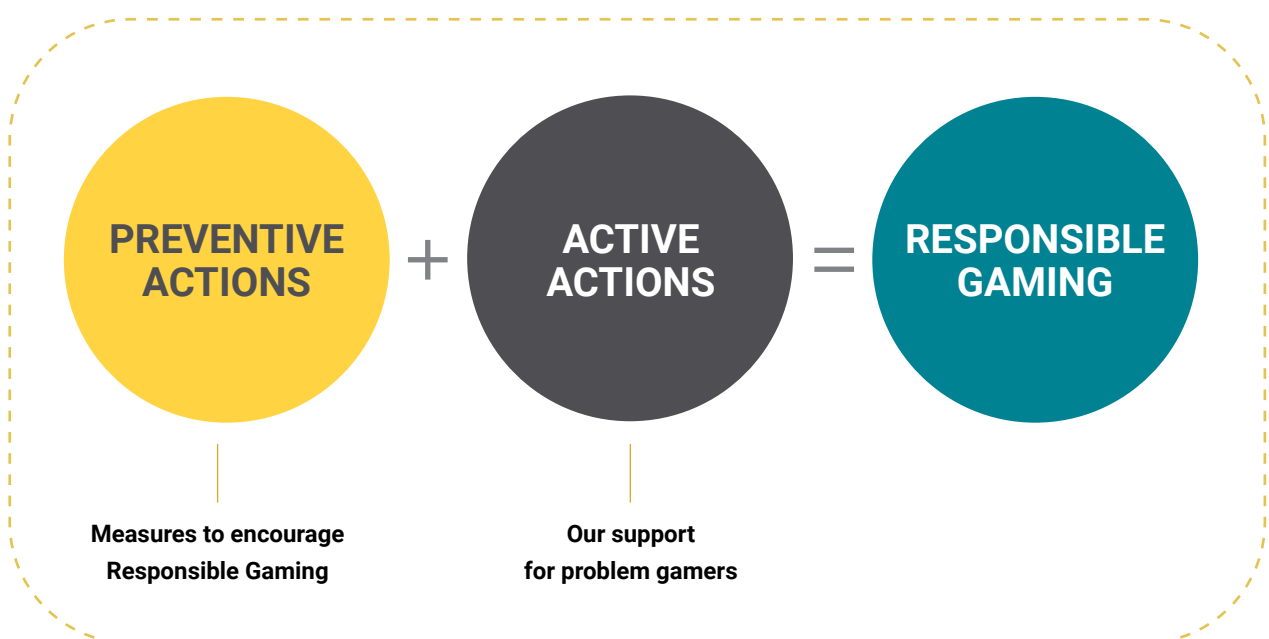 PREVENTIVE
ACTIONS
+
ACTIVE
ACTIONS
=
RESPONSIBLE
GAMING
Measures to encourage
Responsible Gaming
Our support
for problem gamers